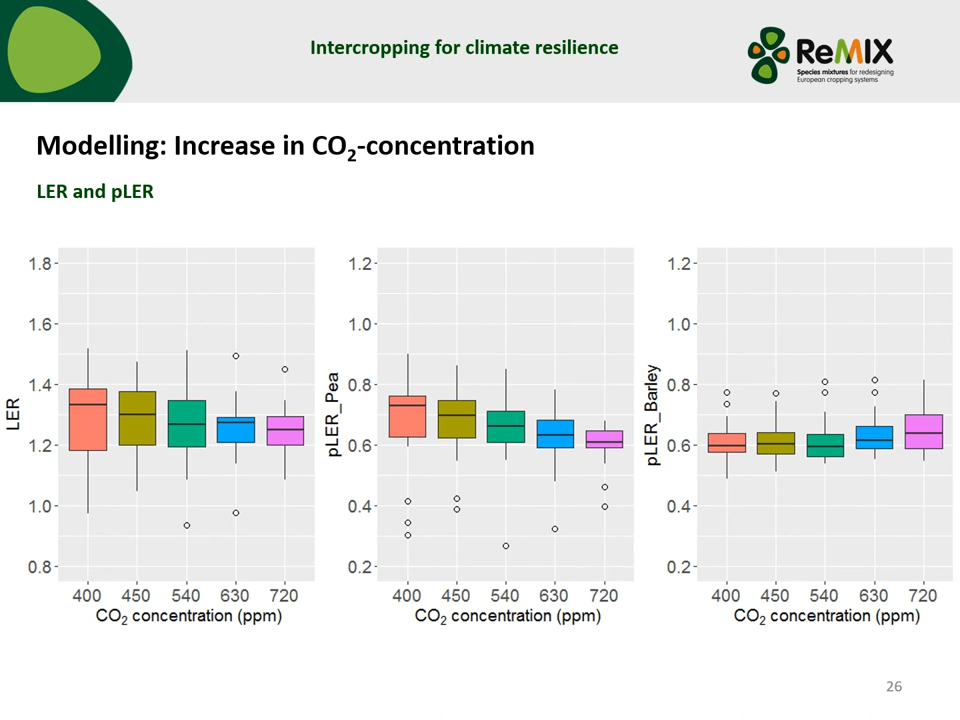 Intercropping for climate resilience
ReMIX
Species mixtures for redesigning
European cropping systems
Modelling: Increase in CO₂-concentration
LER and pLER
LER
1.8
1.6
1.4
1.2
1.0
0.8
400 450 540 630 720
CO₂ concentration (ppm)
pLER_Pea
1.2
1.0
0.8
0.6
0.4
0.2
400 450 540 630 720
CO₂ concentration (ppm)
pLER_Barley
1.2
1.0
0.8
0.6
0.4
0.2
400 450 540 630 720
CO₂ concentration (ppm)
26